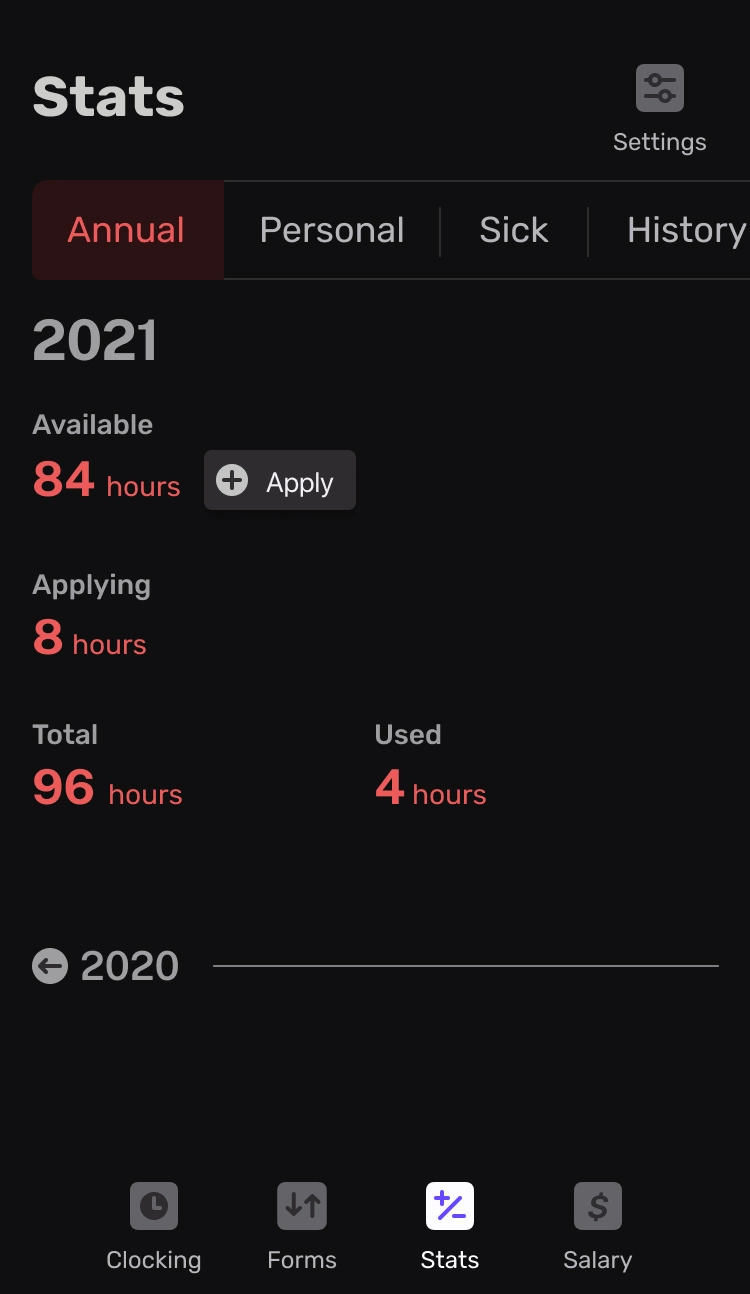 Stats
Settings
Annual Personal Sick History
2021
Available
84 hours Apply
Applying
8 hours
Total Used
96 hours 4 hours
2020
Clocking Forms Stats Salary